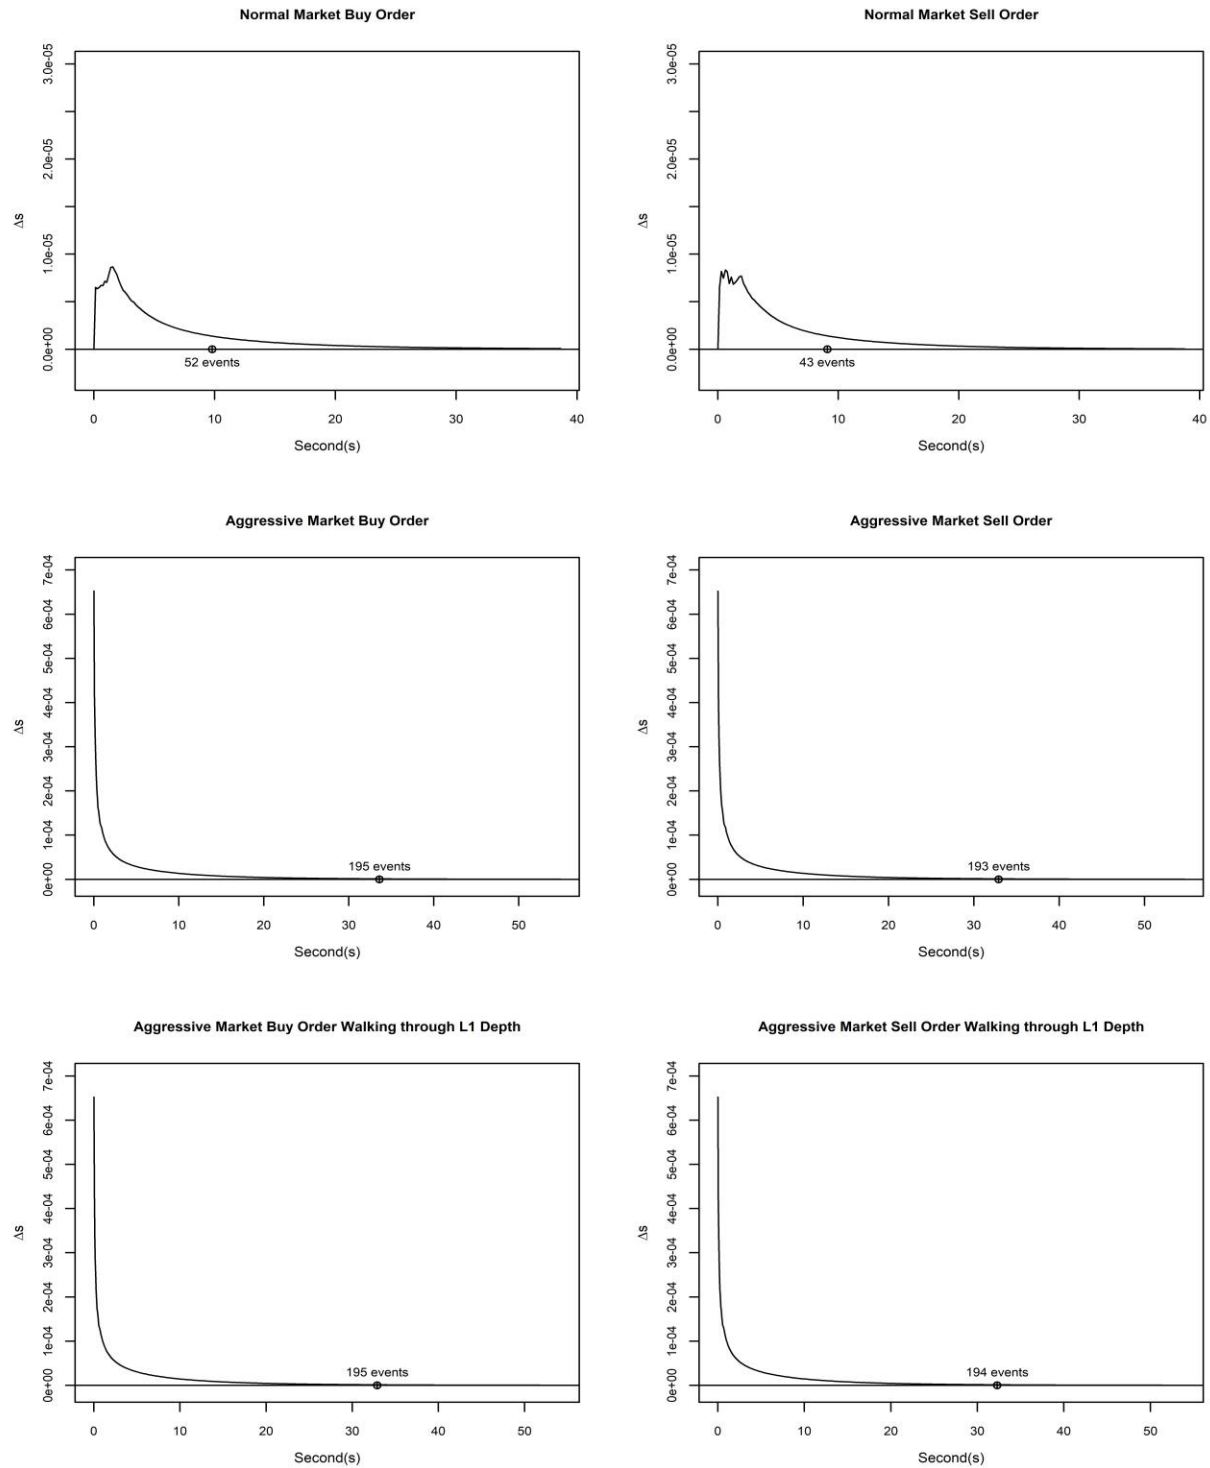 Normal Market Buy Order
Δs
3.0e-05
2.0e-05
1.0e-05
0.0e+00
52 events
0 10 20 30 40
Second(s)
Normal Market Sell Order
Δs
3.0e-05
2.0e-05
1.0e-05
0.0e+00
43 events
0 10 20 30 40
Second(s)
Aggressive Market Buy Order
Δs
7e-04
6e-04
5e-04
4e-04
3e-04
2e-04
1e-04
0e+00
195 events
0 10 20 30 40 50
Second(s)
Aggressive Market Sell Order
Δs
7e-04
6e-04
5e-04
4e-04
3e-04
2e-04
1e-04
0e+00
193 events
0 10 20 30 40 50
Second(s)
Aggressive Market Buy Order Walking through L1 Depth
Δs
7e-04
6e-04
5e-04
4e-04
3e-04
2e-04
1e-04
0e+00
195 events
0 10 20 30 40 50
Second(s)
Aggressive Market Sell Order Walking through L1 Depth
Δs
7e-04
6e-04
5e-04
4e-04
3e-04
2e-04
1e-04
0e+00
194 events
0 10 20 30 40 50
Second(s)